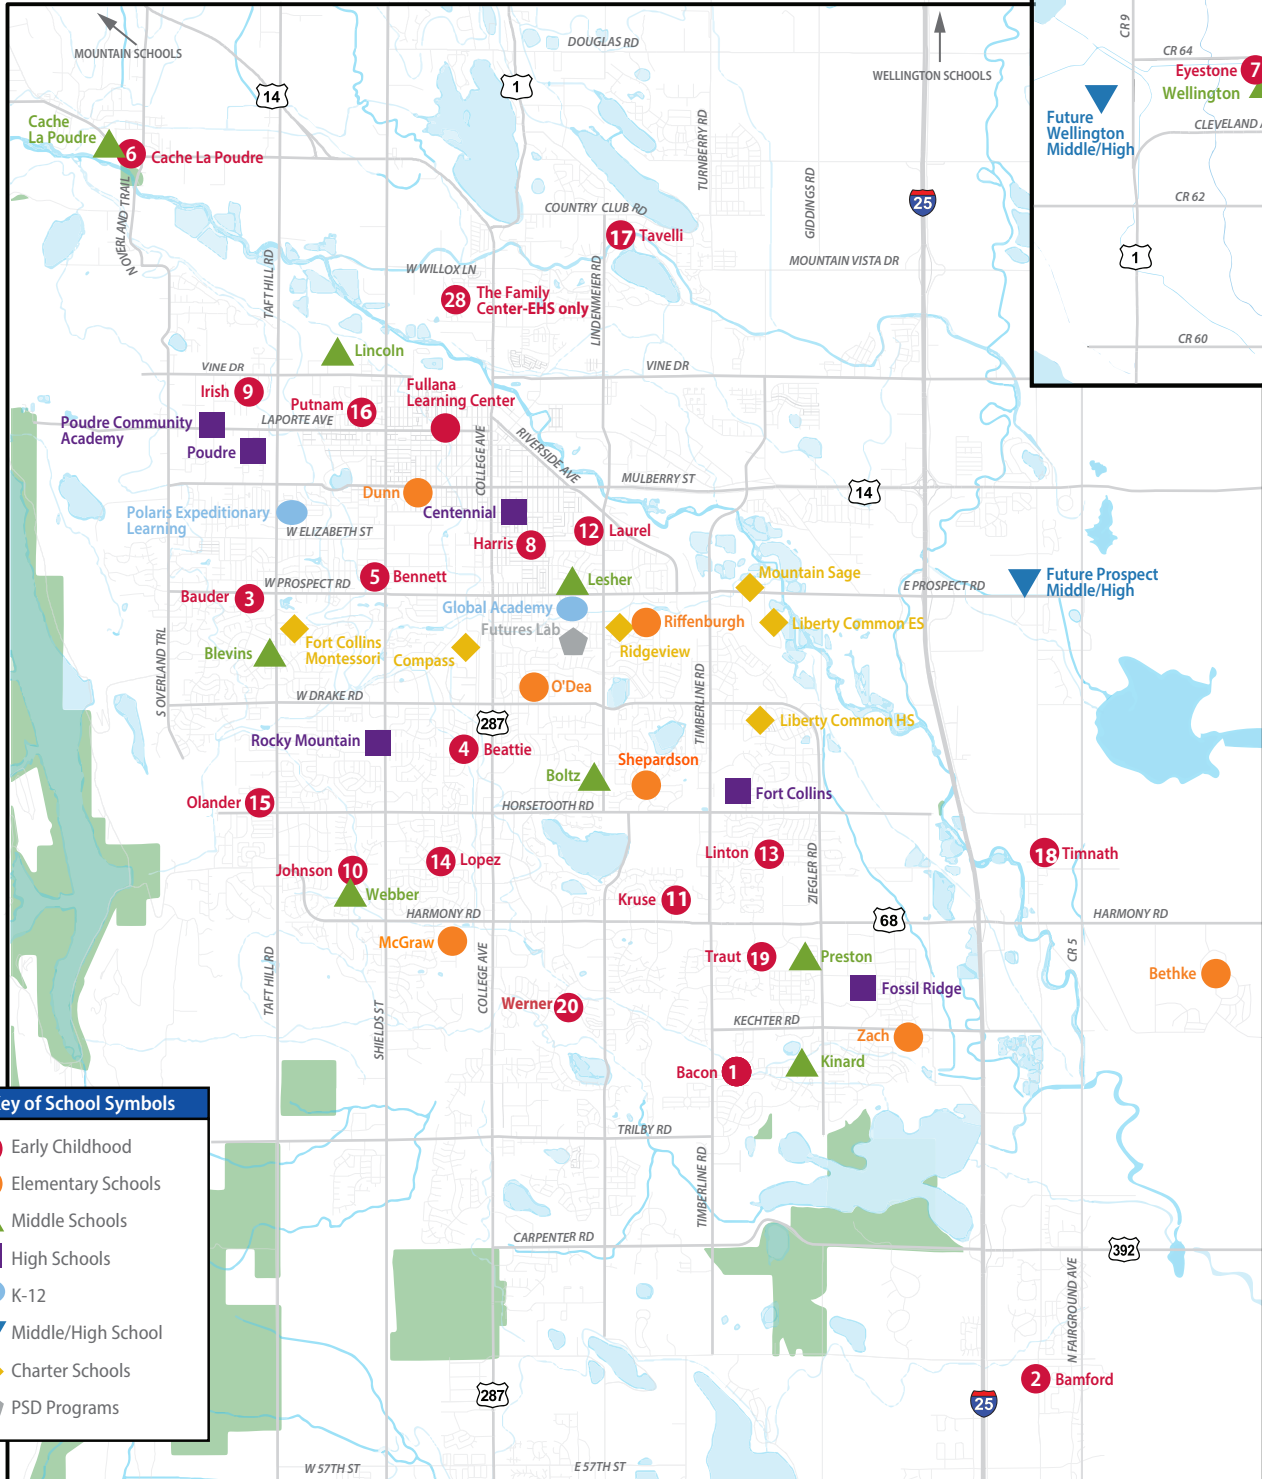 MOUNTAIN SCHOOLS
DOUGLAS RD
WELLINGTON SCHOOLS
14
1
CR 9
CR 64
Eyestone 7
Wellington
CLEVELAND
Future
Wellington
Middle/High
CR 62
1
CR 60
Cache
La Poudre
6 Cache La Poudre
N OVERLAND TRAIL
TURNBERRY RD
GIDDINGS RD
25
COUNTRY CLUB RD
17 Tavelli
MOUNTAIN VISTA DR
W WILLOX LN
TAFT HILL RD
LINDENMEIER RD
28 The Family
Center-EHS only
Lincoln
VINE DR
VINE DR
Irish 9
Putnam 16
Fullana
Learning Center
Poudre Community
Academy
LAPORTE AVE
Poudre
COLLEGE AVE
RIVERSIDE AVE
MULBERRY ST
14
Dunn
Polaris Expeditionary
Learning
W ELIZABETH ST
Centennial
Harris 8
12 Laurel
5 Bennett
W PROSPECT RD
Bauder 3
Lesher
Mountain Sage
E PROSPECT RD
Future Prospect
Middle/High
Global Academy
Futures Lab
Riffenburgh
Ridgeview
Liberty Common ES
Fort Collins
Montessori
Blevins
Compass
S OVERLAND TRL
O'Dea
W DRAKE RD
TIMBERLINE RD
287
Liberty Common HS
Rocky Mountain
4 Beattie
Shepardson
Boltz
Fort Collins
Olander 15
HORSETOOTH RD
Johnson 10
14 Lopez
Linton 13
ZIEGLER RD
18 Timnath
Webber
Kruse 11
HARMONY RD
68
HARMONY RD
McGraw
Traut 19
Preston
CR 5
Bethke
TAFT HILL RD
COLLEGE AVE
Fossil Ridge
Werner 20
SHIELDS ST
KECHTER RD
Zach
Bacon 1
Kinard
Key of School Symbols
Early Childhood
Elementary Schools
Middle Schools
High Schools
K-12
Middle/High School
Charter Schools
PSD Programs
TRILBY RD
TIMBERLINE RD
CARPENTER RD
392
N FAIRGROUND AVE
2 Bamford
287
25
W 57TH ST
E 57TH ST